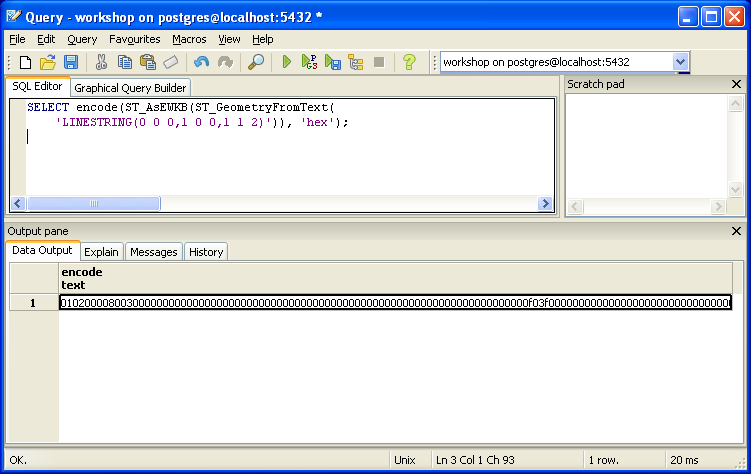 Query - workshop on postgres@localhost:5432 *
File Edit Query Favourites Macros View Help
workshop on postgres@localhost:5432
SQL Editor Graphical Query Builder
Scratch pad
SELECT encode(ST_AsEWKB(ST_GeometryFromText(
'LINESTRING(0 0 0,1 0 0,1 1 2)')), 'hex');
Output pane
Data Output Explain Messages History
encode
text
1 010200008003000000000000000000000000000000000000000000000000000000000000000000f03f00000000000000000000000000000
OK. Unix Ln 3 Col 1 Ch 93 1 row. 20 ms